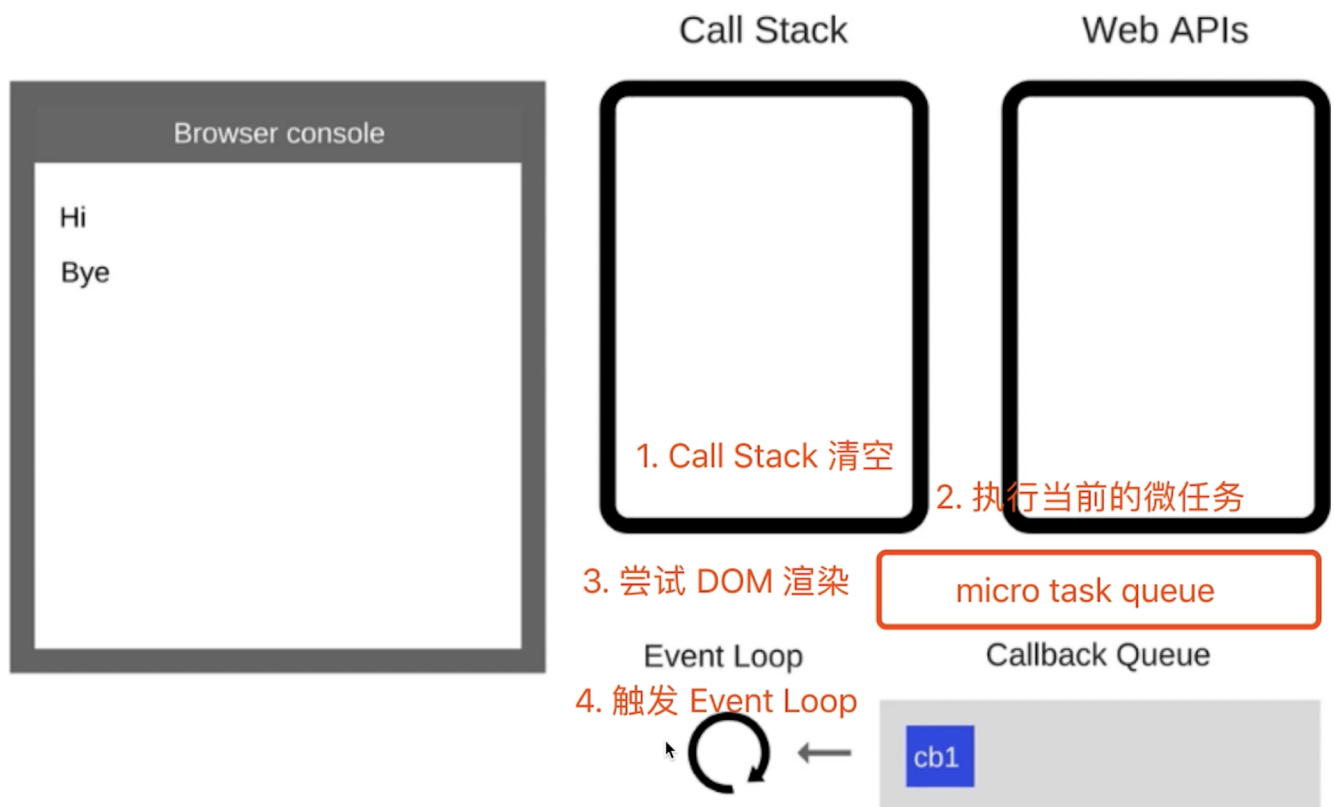 Call Stack
Web APIs
Browser console
Hi
Bye
1. Call Stack 清空
2. 执行当前的微任务
3. 尝试 DOM 渲染
micro task queue
Event Loop
Callback Queue
4. 触发 Event Loop
cb1